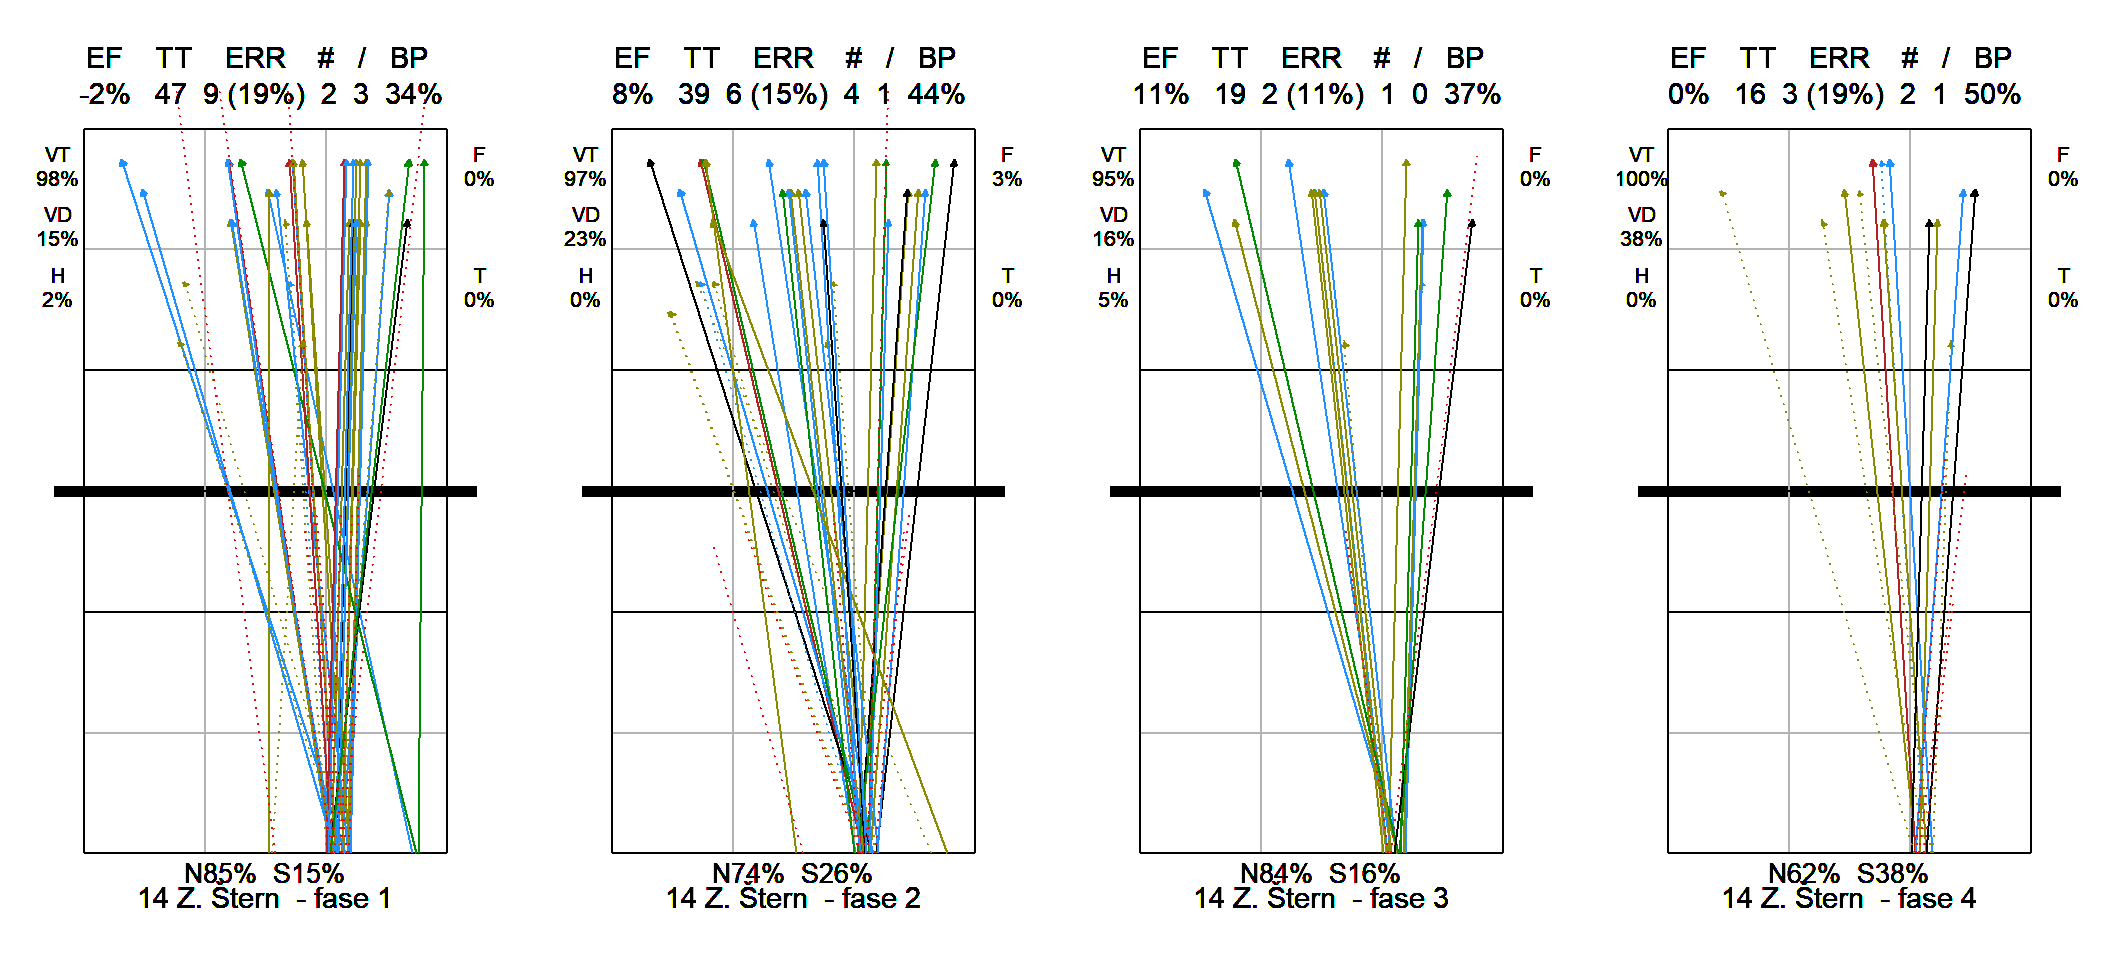 EF TT ERR # / BP
-2% 47 9 (19%) 2 3 34%
VT
98%
VD
15%
H
2%
F
0%
T
0%
N85% S15%
14 Z. Štern - fase 1
EF TT ERR # / BP
8% 39 6 (15%) 4 1 44%
VT
97%
VD
23%
H
0%
F
3%
T
0%
N74% S26%
14 Z. Štern - fase 2
EF TT ERR # / BP
11% 19 2 (11%) 1 0 37%
VT
95%
VD
16%
H
5%
F
0%
T
0%
N84% S16%
14 Z. Štern - fase 3
EF TT ERR # / BP
0% 16 3 (19%) 2 1 50%
VT
100%
VD
38%
H
0%
F
0%
T
0%
N62% S38%
14 Z. Štern - fase 4